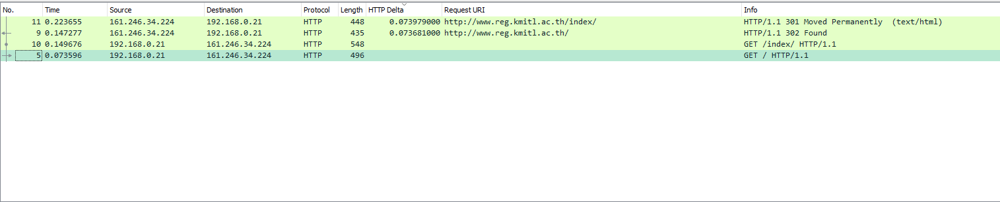 No. Time Source Destination Protocol Length HTTP Delta Request URI Info
11 0.223655 161.246.34.224 192.168.0.21 HTTP 448 0.073979000 http://www.reg.kmitl.ac.th/index/ HTTP/1.1 301 Moved Permanently (text/html)
9 0.147277 161.246.34.224 192.168.0.21 HTTP 435 0.073681000 http://www.reg.kmitl.ac.th/ HTTP/1.1 302 Found
10 0.149676 192.168.0.21 161.246.34.224 HTTP 548 GET /index/ HTTP/1.1
5 0.073596 192.168.0.21 161.246.34.224 HTTP 496 GET / HTTP/1.1